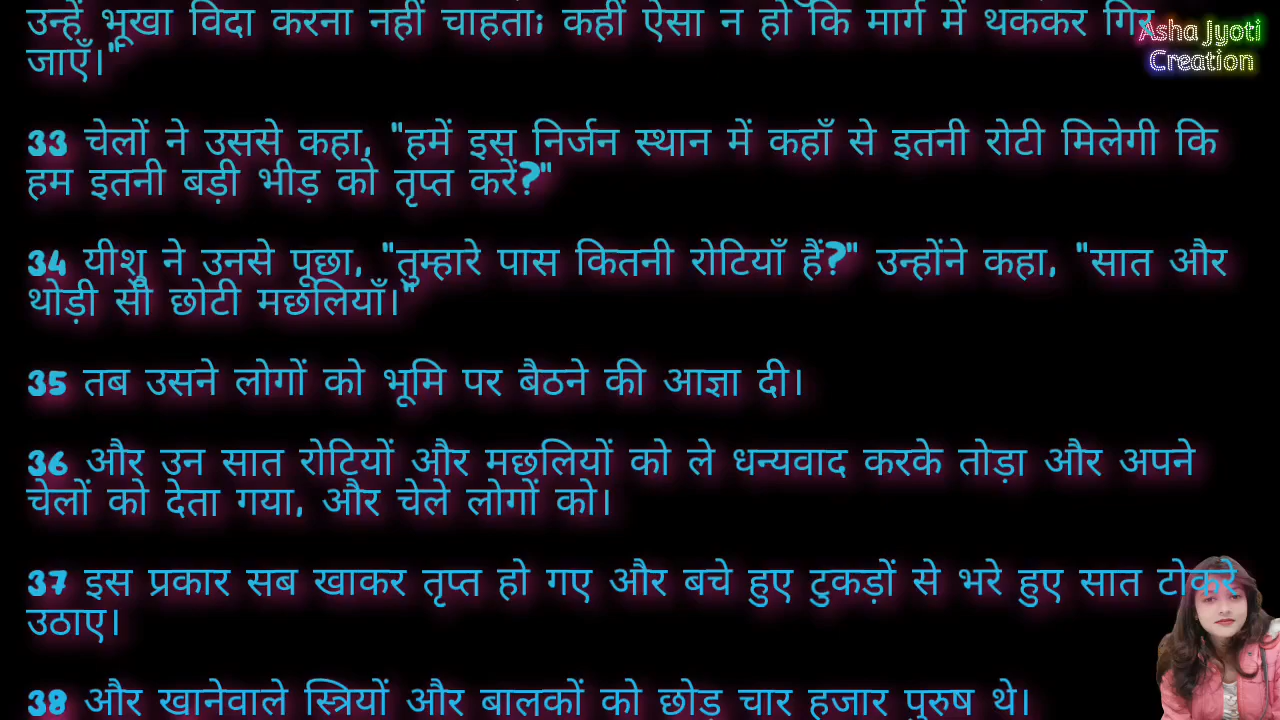 उन्हें भूखा विदा करना नहीं चाहता; कहीं ऐसा न हो कि मार्ग में थककर गिर
जाएँ।"
Asha Jyoti
Creation
33 चेलों ने उससे कहा, "हमें इस निर्जन स्थान में कहाँ से इतनी रोटी मिलेगी कि
हम इतनी बड़ी भीड़ को तृप्त करें?"
34 यीशु ने उनसे पूछा, "तुम्हारे पास कितनी रोटियाँ हैं?" उन्होंने कहा, "सात और
थोड़ी सी छोटी मछलियाँ।"
35 तब उसने लोगों को भूमि पर बैठने की आज्ञा दी।
36 और उन सात रोटियों और मछलियों को ले धन्यवाद करके तोड़ा और अपने
चेलों को देता गया, और चेले लोगों को।
37 इस प्रकार सब खाकर तृप्त हो गए और बचे हुए टुकड़ों से भरे हुए सात टोकरे
उठाए।
38 और खानेवाले स्त्रियों और बालकों को छोड़ चार हजार पुरुष थे।